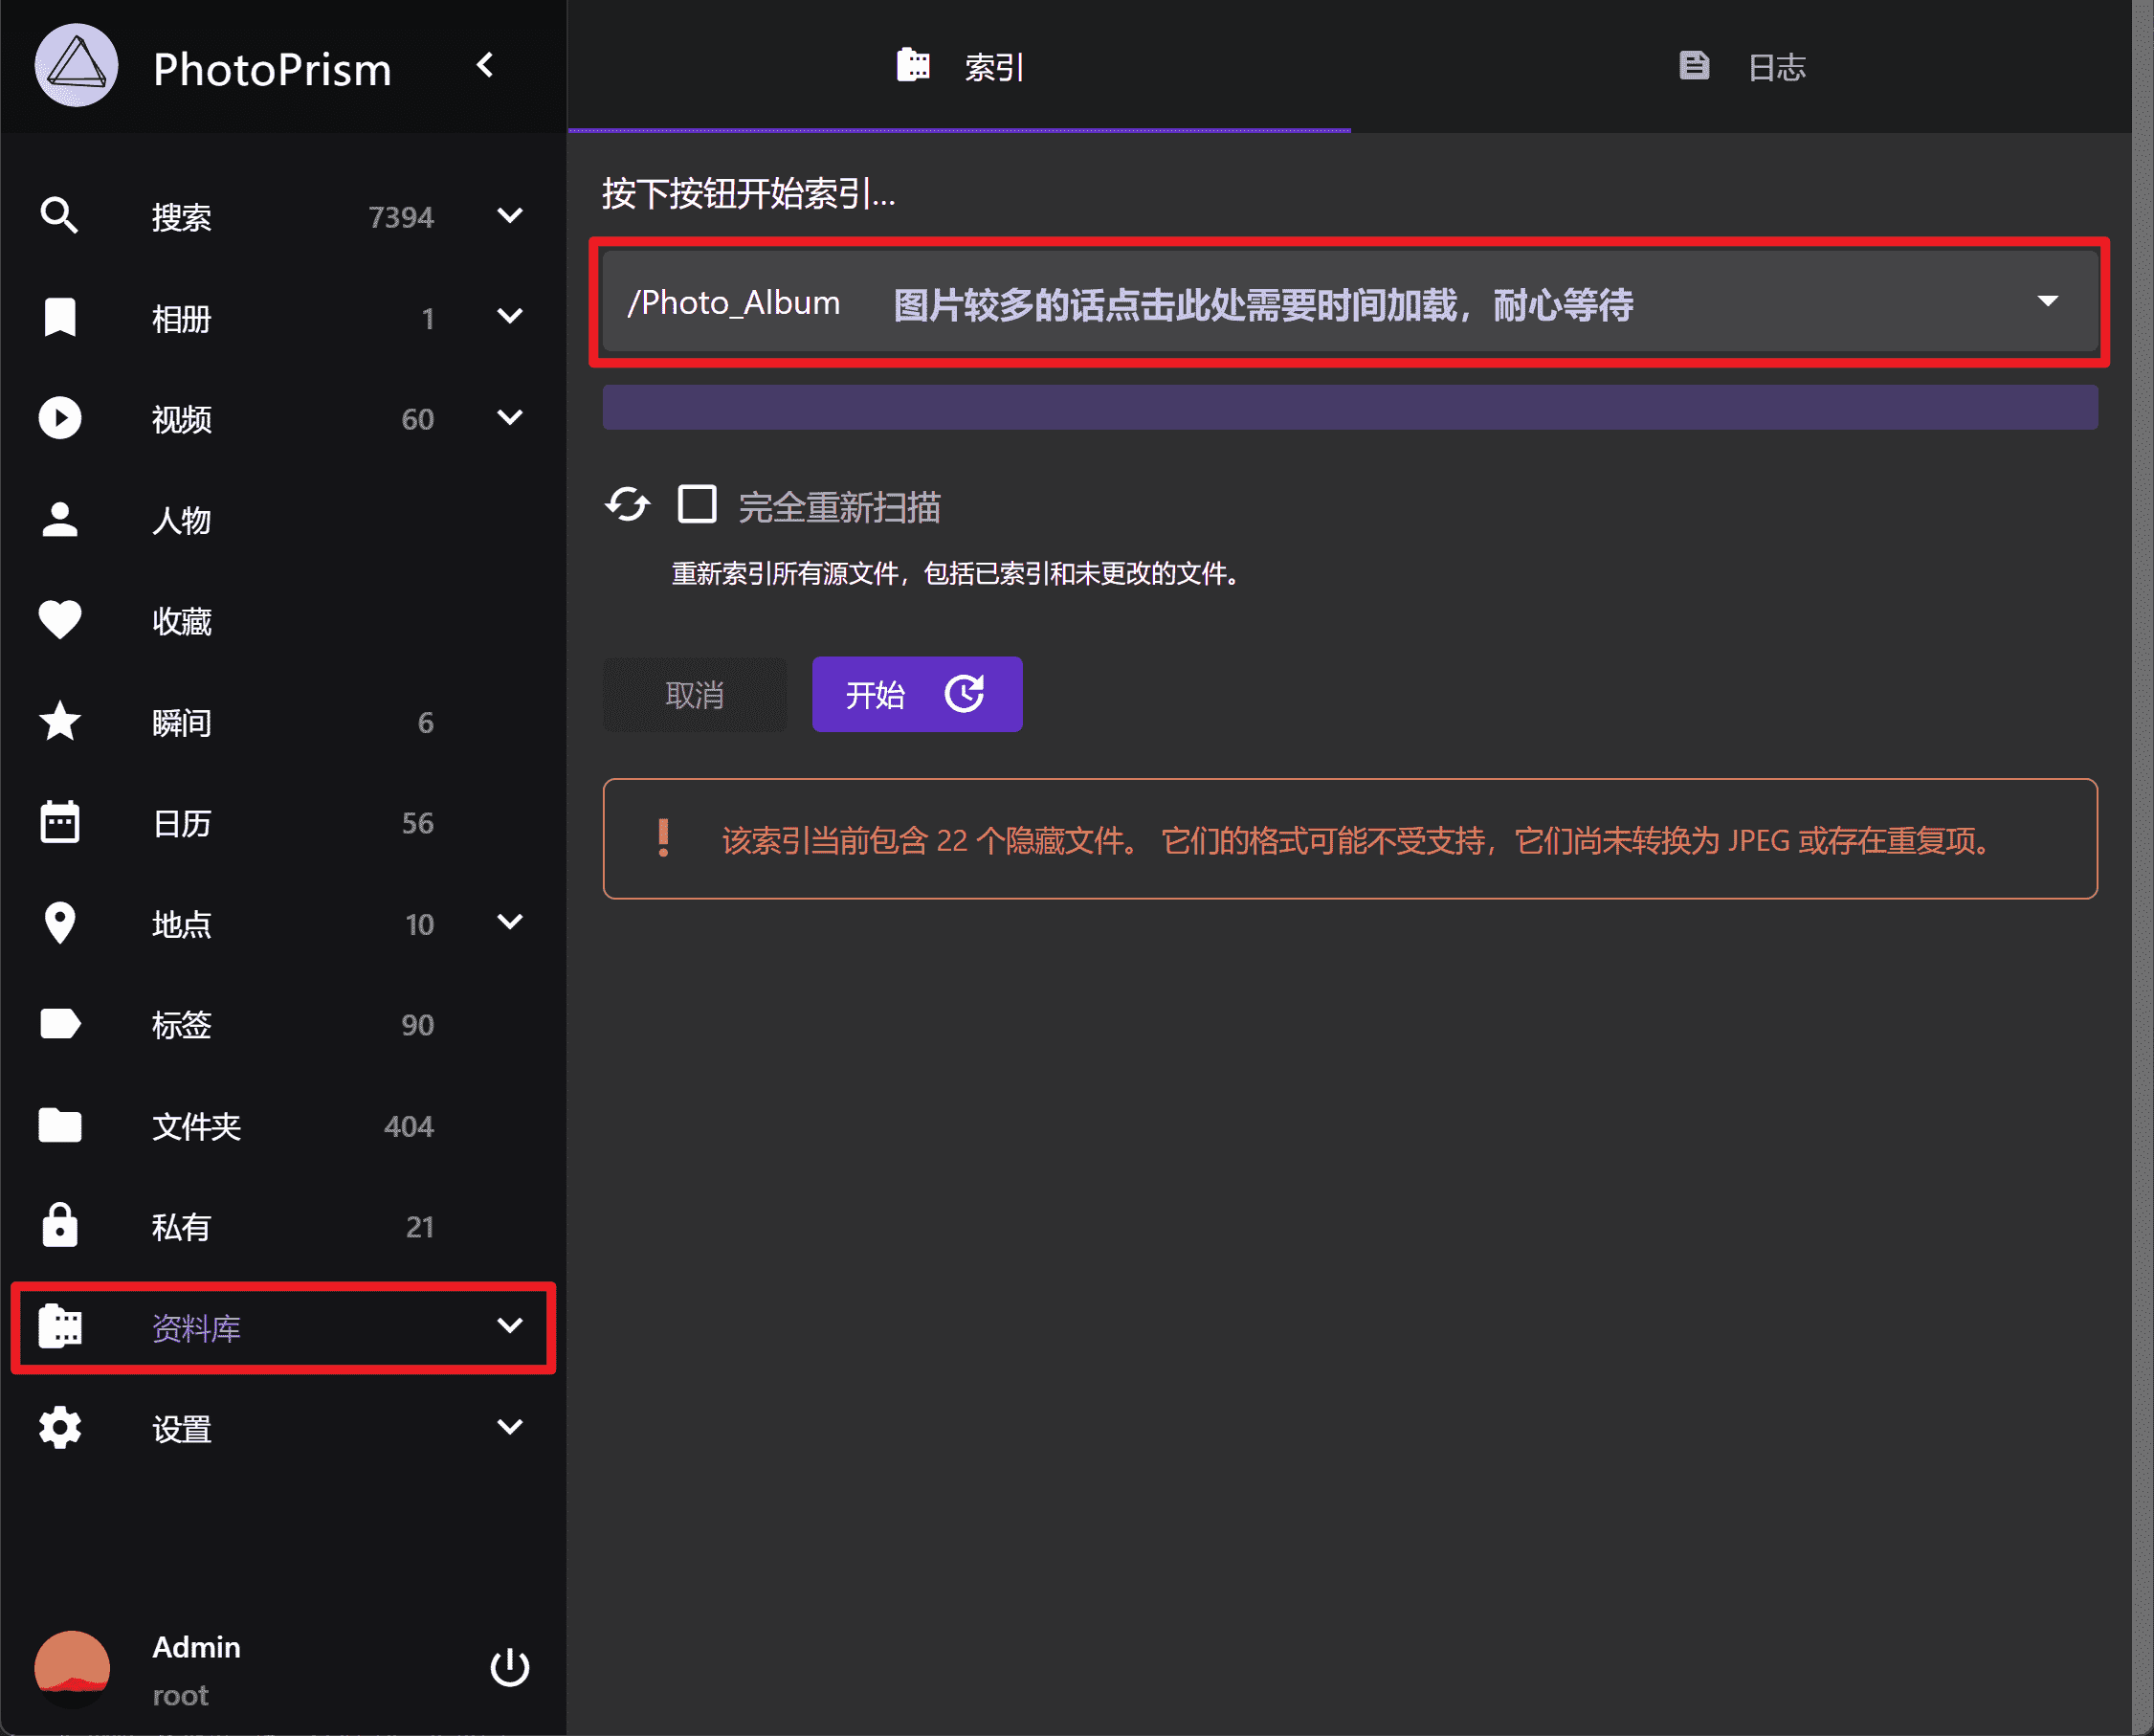 PhotoPrism
索引
日志
搜索 7394
相册 1
视频 60
人物
收藏
瞬间 6
日历 56
地点 10
标签 90
文件夹 404
私有 21
资料库
设置
Admin
root
按下按钮开始索引...
/Photo_Album 图片较多的话点击此处需要时间加载，耐心等待
完全重新扫描
重新索引所有源文件，包括已索引和未更改的文件。
取消 开始
该索引当前包含 22 个隐藏文件。 它们的格式可能不受支持，它们尚未转换为 JPEG 或存在重复项。